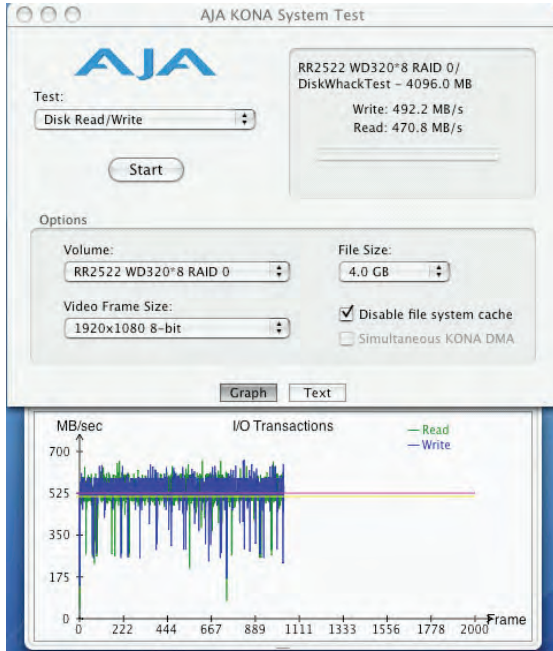 AJA KONA System Test
AJA
Test:
Disk Read/Write
Start
RR2522 WD320*8 RAID 0/
DiskWhackTest - 4096.0 MB
Write: 492.2 MB/s
Read: 470.8 MB/s
Options
Volume:
RR2522 WD320*8 RAID 0
File Size:
4.0 GB
Video Frame Size:
1920x1080 8-bit
Disable file system cache
Simultaneous KONA DMA
Graph
Text
MB/sec
I/O Transactions
Read
Write
700
525
350
175
0
0 222 444 667 889 1111 1333 1556 1778 2000
Frame